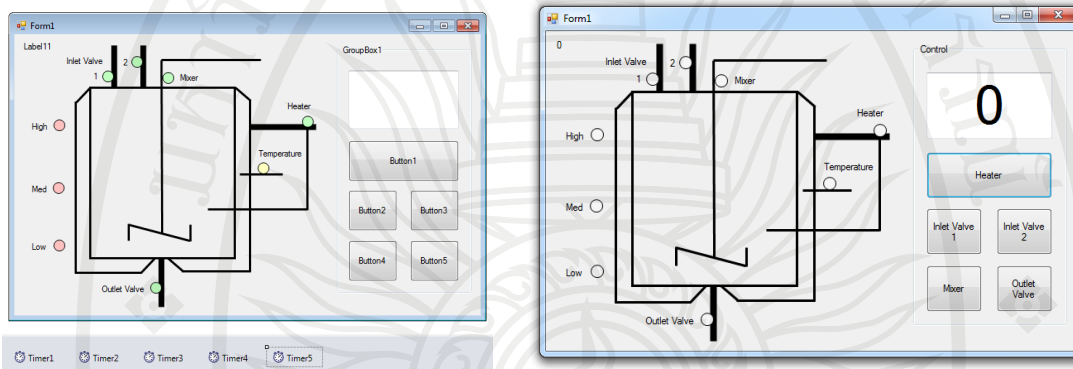 Form1
Label11
Inlet Valve
1
2
Mixer
Heater
High
Temperature
Med
Low
Outlet Valve
GroupBox1
Button1
Button2
Button3
Button4
Button5
Timer1
Timer2
Timer3
Timer4
Timer5
Form1
0
Inlet Valve
1
2
Mixer
Heater
High
Temperature
Med
Low
Outlet Valve
Control
0
Heater
Inlet Valve
1
Inlet Valve
2
Mixer
Outlet
Valve